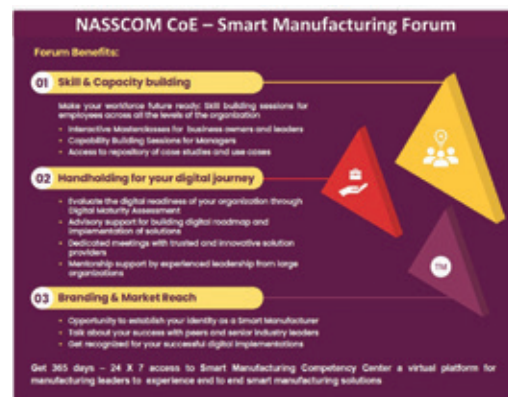 NASSCOM CoE – Smart Manufacturing Forum
Forum Benefits:
01 Skill & Capacity building
Make your workforce future ready: Skill building sessions for
employees across all the levels of the organization
• Interactive Masterclasses for business owners and leaders
• Capability Building Sessions for Managers
• Access to repository of case studies and use cases
02 Handholding for your digital journey
• Evaluate the digital readiness of your organization through
Digital Maturity Assessment
• Advisory support for building digital roadmap and
implementation of solutions
• Dedicated meetings with trusted and innovative solution
providers
• Mentorship support by experienced leadership from large
organizations
TM
03 Branding & Market Reach
• Opportunity to establish your identity as a Smart Manufacturer
• Talk about your success with peers and senior industry leaders
• Get recognized for your successful digital implementations
Get 365 days – 24 X 7 access to Smart Manufacturing Competency Center a virtual platform for
manufacturing leaders to experience end to end smart manufacturing solutions